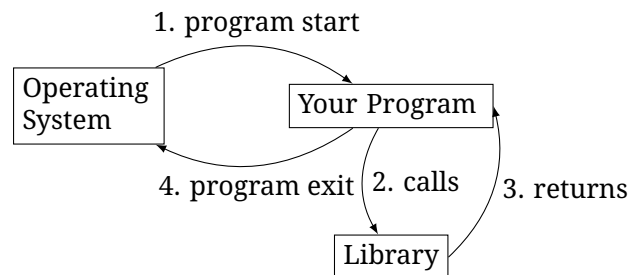 1. program start
Operating
System
Your Program
4. program exit
2. calls
3. returns
Library